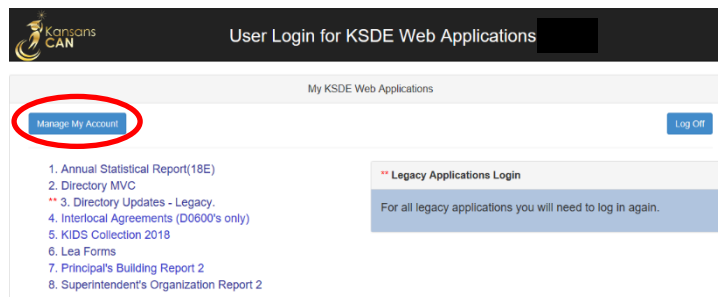 Kansans
CAN
User Login for KSDE Web Applications
My KSDE Web Applications
Manage My Account
Log Off
1. Annual Statistical Report(18E)
2. Directory MVC
** 3. Directory Updates - Legacy.
4. Interlocal Agreements (D0600's only)
5. KIDS Collection 2018
6. Lea Forms
7. Principal's Building Report 2
8. Superintendent's Organization Report 2
** Legacy Applications Login
For all legacy applications you will need to log in again.